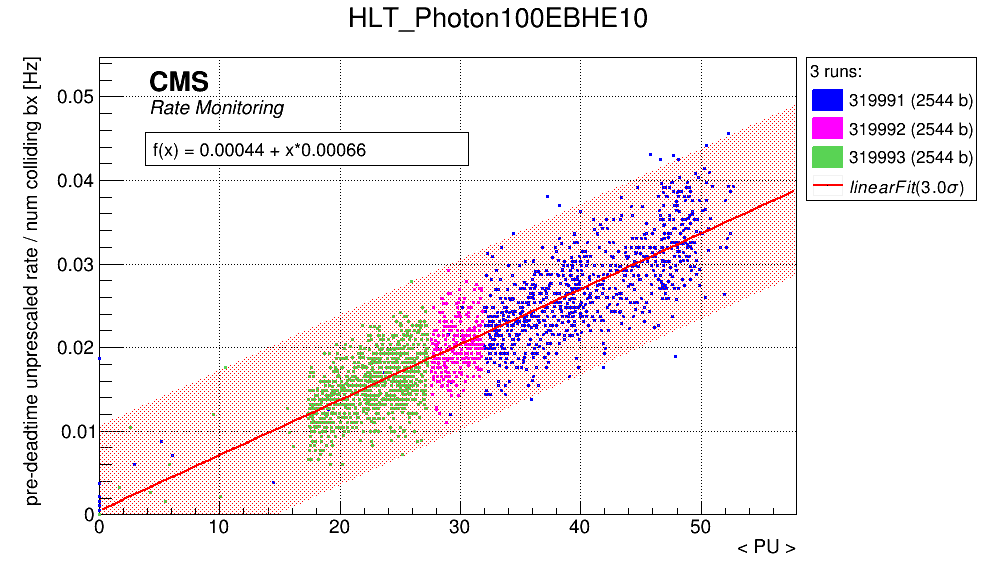 HLT_Photon100EBHE10
pre-deadtime unprescaled rate / num colliding bx [Hz]
CMS
Rate Monitoring
f(x) = 0.00044 + x*0.00066
0.05
0.04
0.03
0.02
0.01
0
0 10 20 30 40 50
< PU >
3 runs:
319991 (2544 b)
319992 (2544 b)
319993 (2544 b)
linearFit(3.0σ)